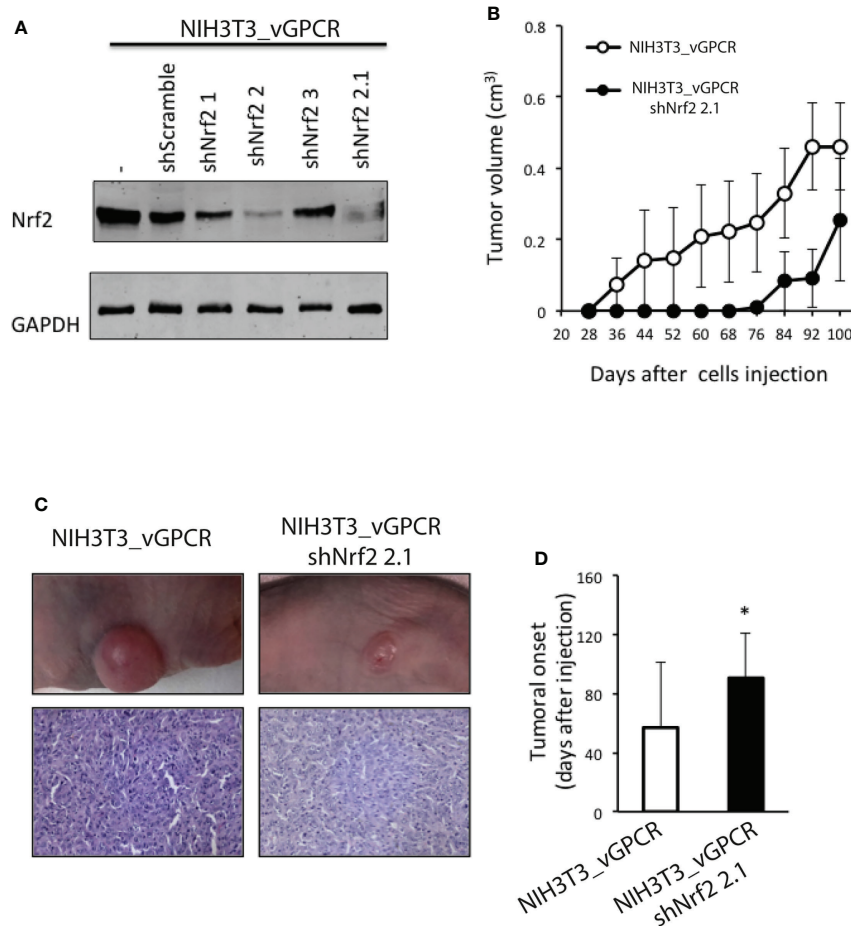 A
NIH3T3_vGPCR
-
shScramble
shNrf2 1
shNrf2 2
shNrf2 3
shNrf2 2.1
Nrf2
GAPDH
B
NIH3T3_vGPCR
NIH3T3_vGPCR
shNrf2 2.1
Tumor volume (cm3)
0.8
0.6
0.4
0.2
0
20 28 36 44 52 60 68 76 84 92 100
Days after cells injection
C
NIH3T3_vGPCR
NIH3T3_vGPCR
shNrf2 2.1
D
Tumoral onset
(days after injection)
160
120
80
40
0
*
NIH3T3_vGPCR
NIH3T3_vGPCR
shNrf2 2.1